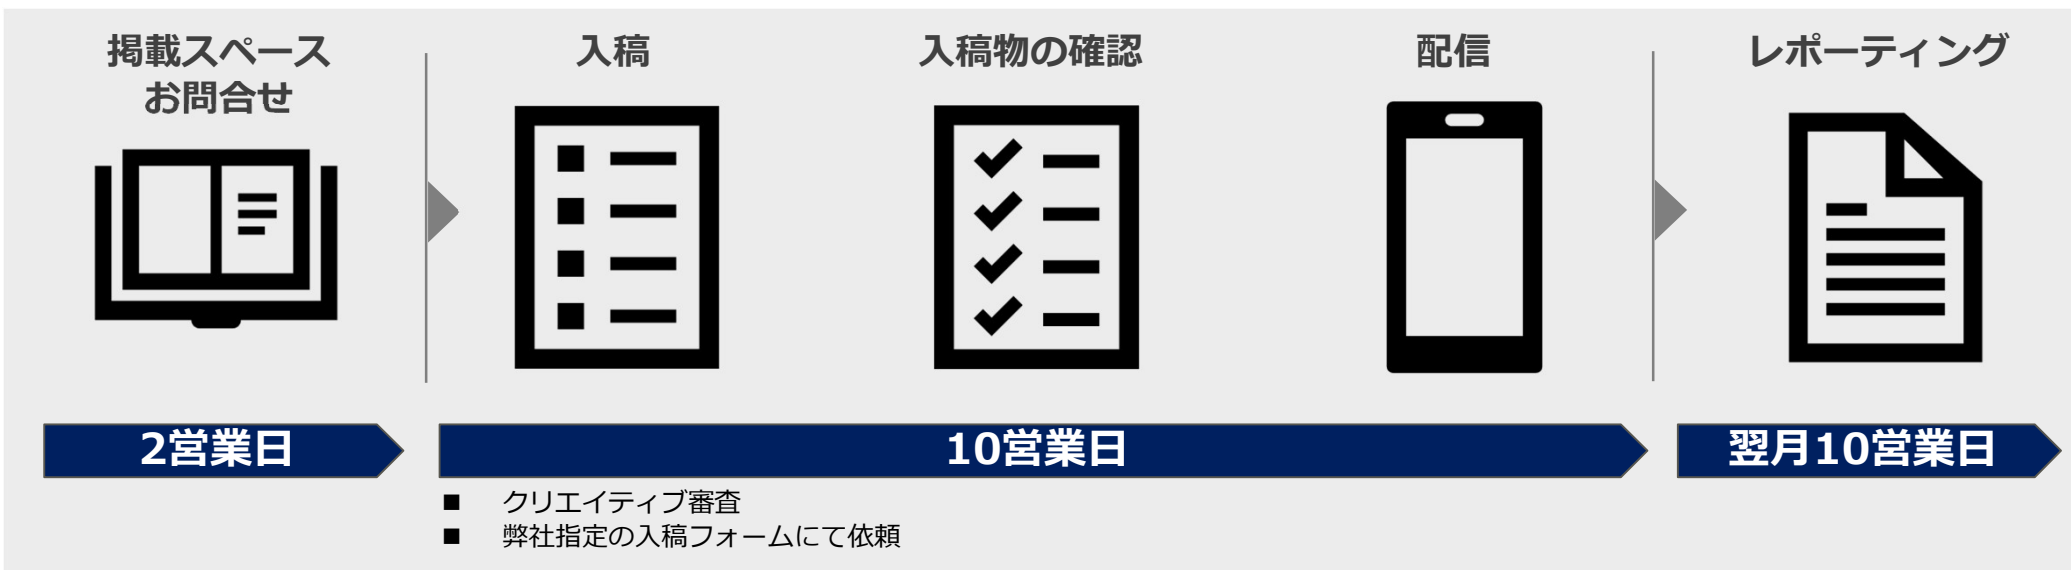 掲載スペース
お問合せ
入稿
入稿物の確認
配信
レポーティング
2営業日
10営業日
翌月10営業日
■ クリエイティブ審査
■ 弊社指定の入稿フォームにて依頼